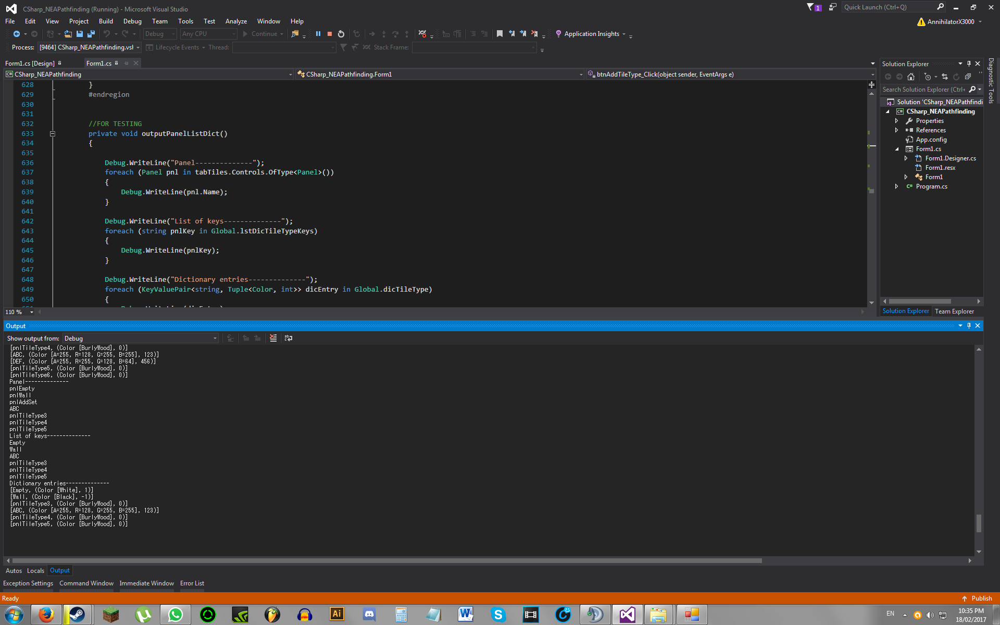 CSharp_NEAPathfinding (Running) - Microsoft Visual Studio
1
Quick Launch (Ctrl+Q)
File Edit View Project Build Debug Team Tools Test Analyze Window Help
AnnihilatorX3000
Debug Any CPU Continue Application Insights
Process: [9464] CSharp_NEAPathfinding.vsl Lifecycle Events Thread: Stack Frame:
Form1.cs [Design] Form1.cs
CSharp_NEAPathfinding CSharp_NEAPathfinding.Form1 btnAddTileType_Click(object sender, EventArgs e)
628 }
629 #endregion
630
631
632 //FOR TESTING
633 private void outputPanelListDict()
634 {
635
636 Debug.WriteLine("Panel--------------");
637 foreach (Panel pnl in tabTiles.Controls.OfType<Panel>())
638 {
639 Debug.WriteLine(pnl.Name);
640 }
641
642 Debug.WriteLine("List of keys--------------");
643 foreach (string pnlKey in Global.lstDicTileTypeKeys)
644 {
645 Debug.WriteLine(pnlKey);
646 }
647
648 Debug.WriteLine("Dictionary entries--------------");
649 foreach (KeyValuePair<string, Tuple<Color, int>> dicEntry in Global.dicTileType)
650 {
110 %
Solution Explorer
Search Solution Explorer (Ctrl+
Solution 'CSharp_NEAPathfindi
CSharp_NEAPathfinding
Properties
References
App.config
Form1.cs
Form1.Designer.cs
Form1.resx
Form1
Program.cs
Solution Explorer Team Explorer
Diagnostic Tools
Output
Show output from: Debug
[pnlTileType4, (Color [BurlyWood], 0)]
[ABC, (Color [A=255, R=128, G=255, B=255], 123)]
[DEF, (Color [A=255, R=255, G=128, B=64], 456)]
[pnlTileType5, (Color [BurlyWood], 0)]
[pnlTileType6, (Color [BurlyWood], 0)]
Panel--------------
pnlEmpty
pnlWall
pnlAddSet
ABC
pnlTileType3
pnlTileType4
pnlTileType5
List of keys--------------
Empty
Wall
ABC
pnlTileType3
pnlTileType4
pnlTileType5
Dictionary entries--------------
[Empty, (Color [White], 1)]
[Wall, (Color [Black], -1)]
[pnlTileType3, (Color [BurlyWood], 0)]
[ABC, (Color [A=255, R=128, G=255, B=255], 123)]
[pnlTileType4, (Color [BurlyWood], 0)]
[pnlTileType5, (Color [BurlyWood], 0)]
Autos Locals Output
Exception Settings Command Window Immediate Window Error List
Ready
Publish
Ai
W
S
EN
10:35 PM
18/02/2017